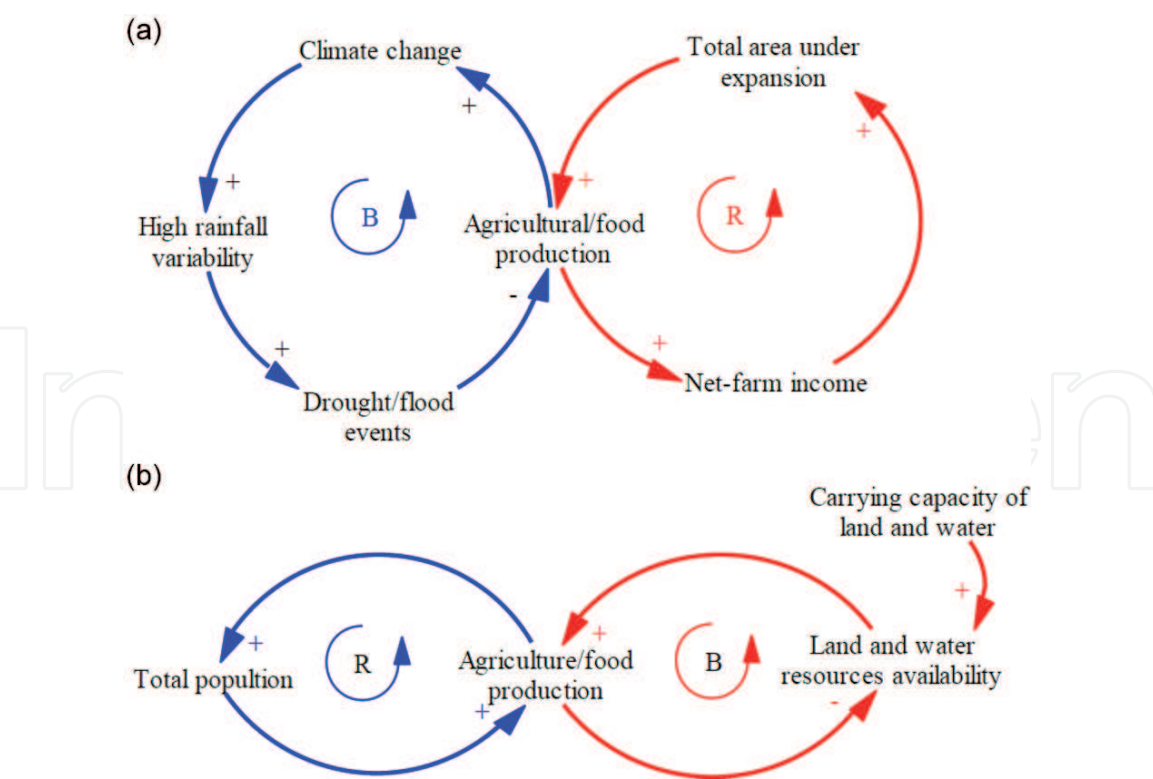 (a)
Climate change
Total area under
expansion
+
+
+
+
B
R
High rainfall
variability
Agricultural/food
production
-
+
+
Drought/flood
events
Net-farm income
(b)
Carrying capacity of
land and water
+
+
+
R
B
Total popultion
Agriculture/food
production
Land and water
resources availability
+
-